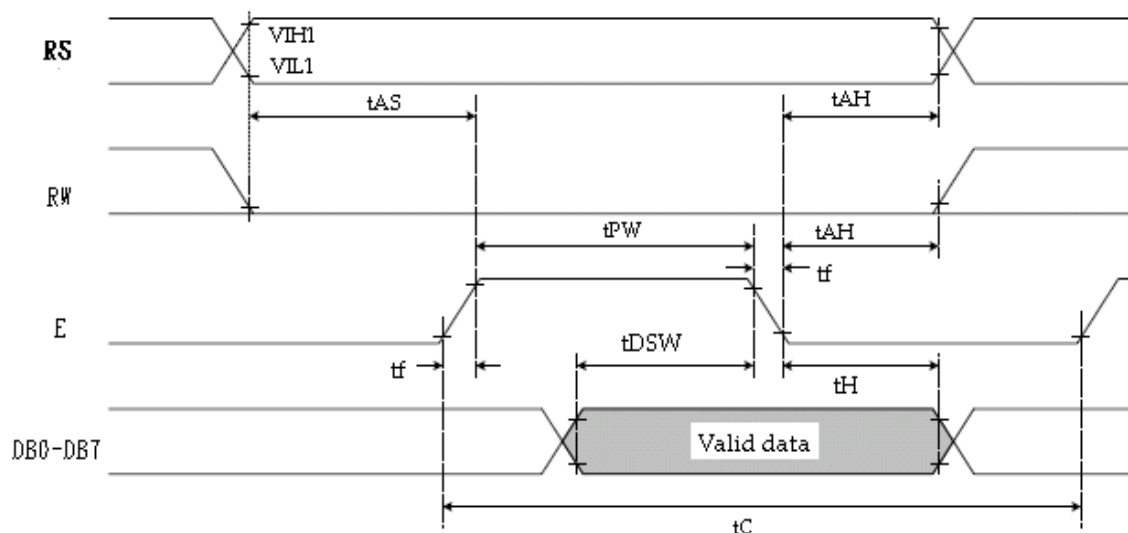 RS
VIH1
VIL1
tAS
tAH
RW
tPW
tAH
tf
E
tDSW
tf
tH
DB0-DB7
Valid data
tC